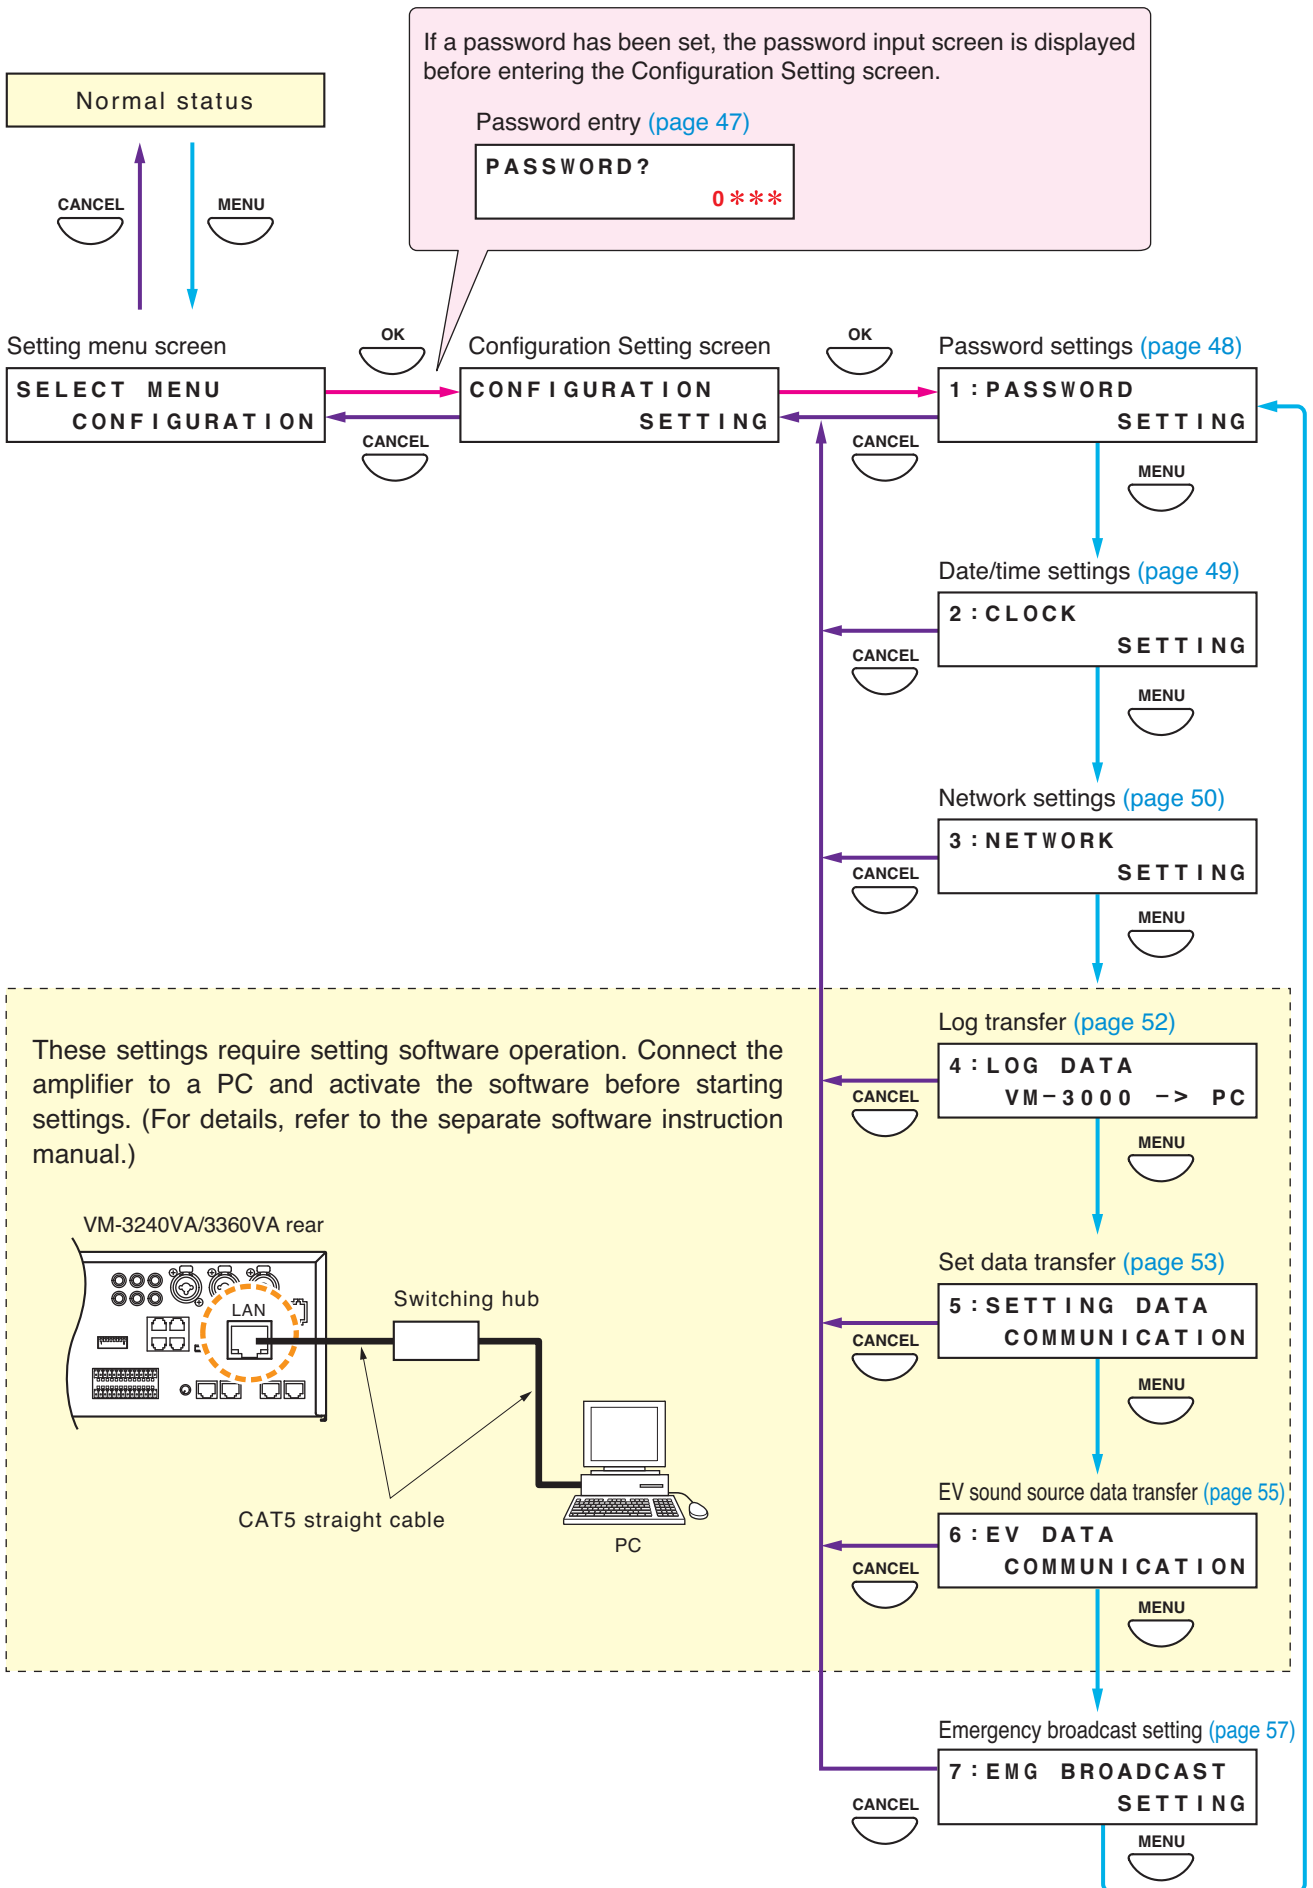 If a password has been set, the password input screen is displayed
before entering the Configuration Setting screen.
Password entry (page 47)
PASSWORD?
0***
Normal status
CANCEL
MENU
Setting menu screen
SELECT MENU
CONFIGURATION
OK
CANCEL
Configuration Setting screen
CONFIGURATION
SETTING
OK
CANCEL
Password settings (page 48)
1:PASSWORD
SETTING
MENU
Date/time settings (page 49)
2:CLOCK
SETTING
CANCEL
MENU
Network settings (page 50)
3:NETWORK
SETTING
CANCEL
MENU
These settings require setting software operation. Connect the
amplifier to a PC and activate the software before starting
settings. (For details, refer to the separate software instruction
manual.)
VM-3240VA/3360VA rear
LAN
Switching hub
CAT5 straight cable
PC
Log transfer (page 52)
4:LOG DATA
VM-3000 -> PC
CANCEL
MENU
Set data transfer (page 53)
5:SETTING DATA
COMMUNICATION
CANCEL
MENU
EV sound source data transfer (page 55)
6:EV DATA
COMMUNICATION
CANCEL
MENU
Emergency broadcast setting (page 57)
7:EMG BROADCAST
SETTING
CANCEL
MENU